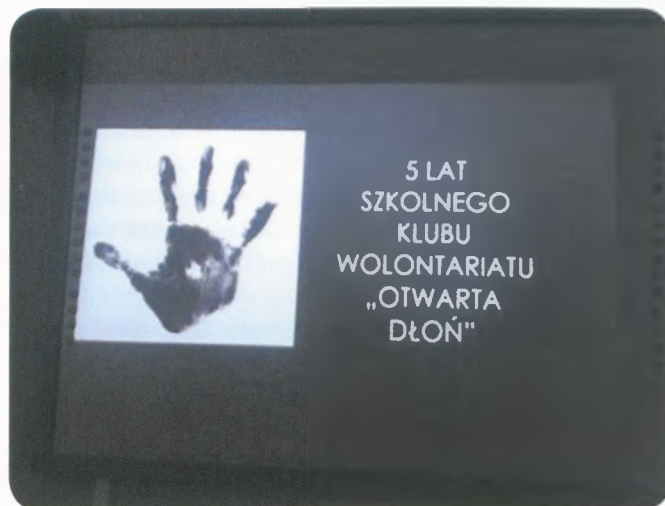 5 LAT
SZKOLNEGO
KLUBU
WOLONTARIATU
„OTWARTA
DŁOŃ"